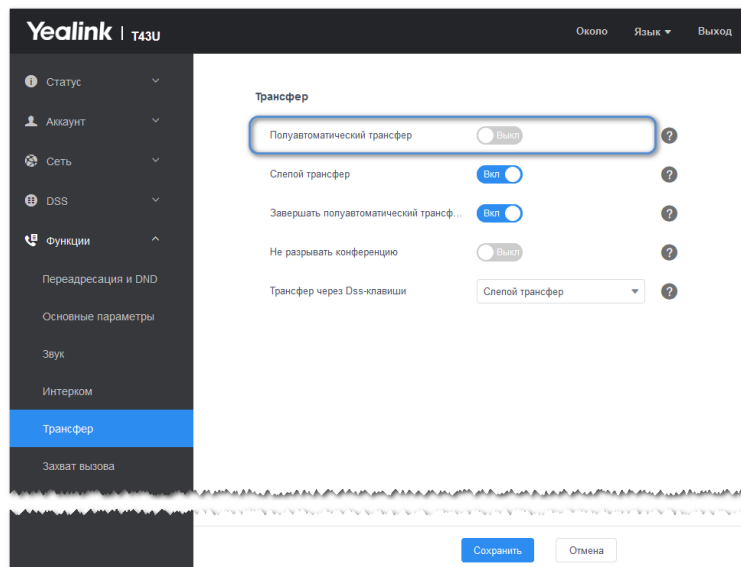 Yealink | T43U
Около
Язык
Выход
Статус
Аккаунт
Сеть
DSS
Функции
Переадресация и DND
Основные параметры
Звук
Интерком
Трансфер
Захват вызова
Трансфер
Полуавтоматический трансфер Выкл ?
Слепой трансфер Вкл ?
Завершать полуавтоматический трансф... Вкл ?
Не разрывать конференцию Выкл ?
Трансфер через Dss-клавиши Слепой трансфер ?
Сохранить
Отмена